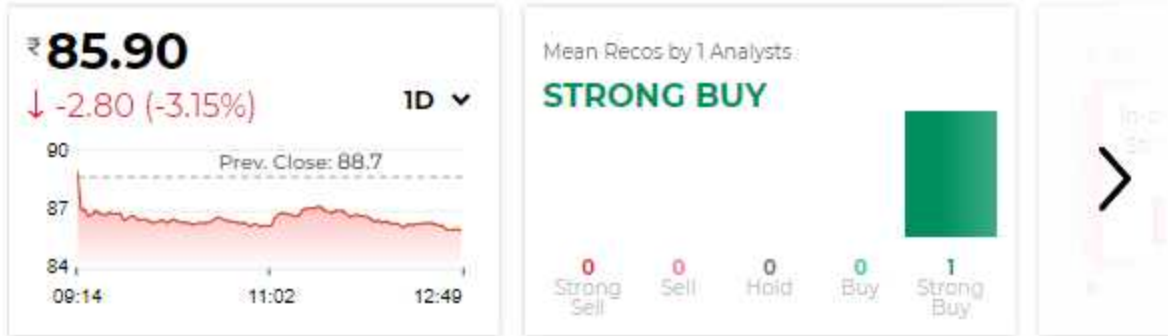 ₹85.90
↓ -2.80 (-3.15%)
1D
90
Prev. Close: 88.7
87
84
09:14
11:02
12:49
Mean Recos by 1 Analysts
STRONG BUY
0
0
0
0
1
Strong
Sell
Sell
Hold
Buy
Strong
Buy